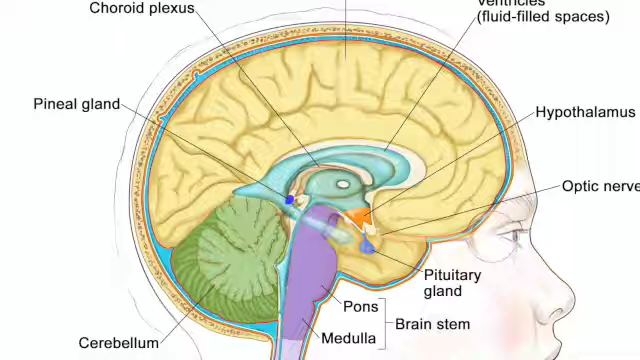 Choroid plexus
Ventricles
(fluid-filled spaces)
Pineal gland
Hypothalamus
Optic nerve
Pituitary
gland
Pons
Brain stem
Medulla
Cerebellum